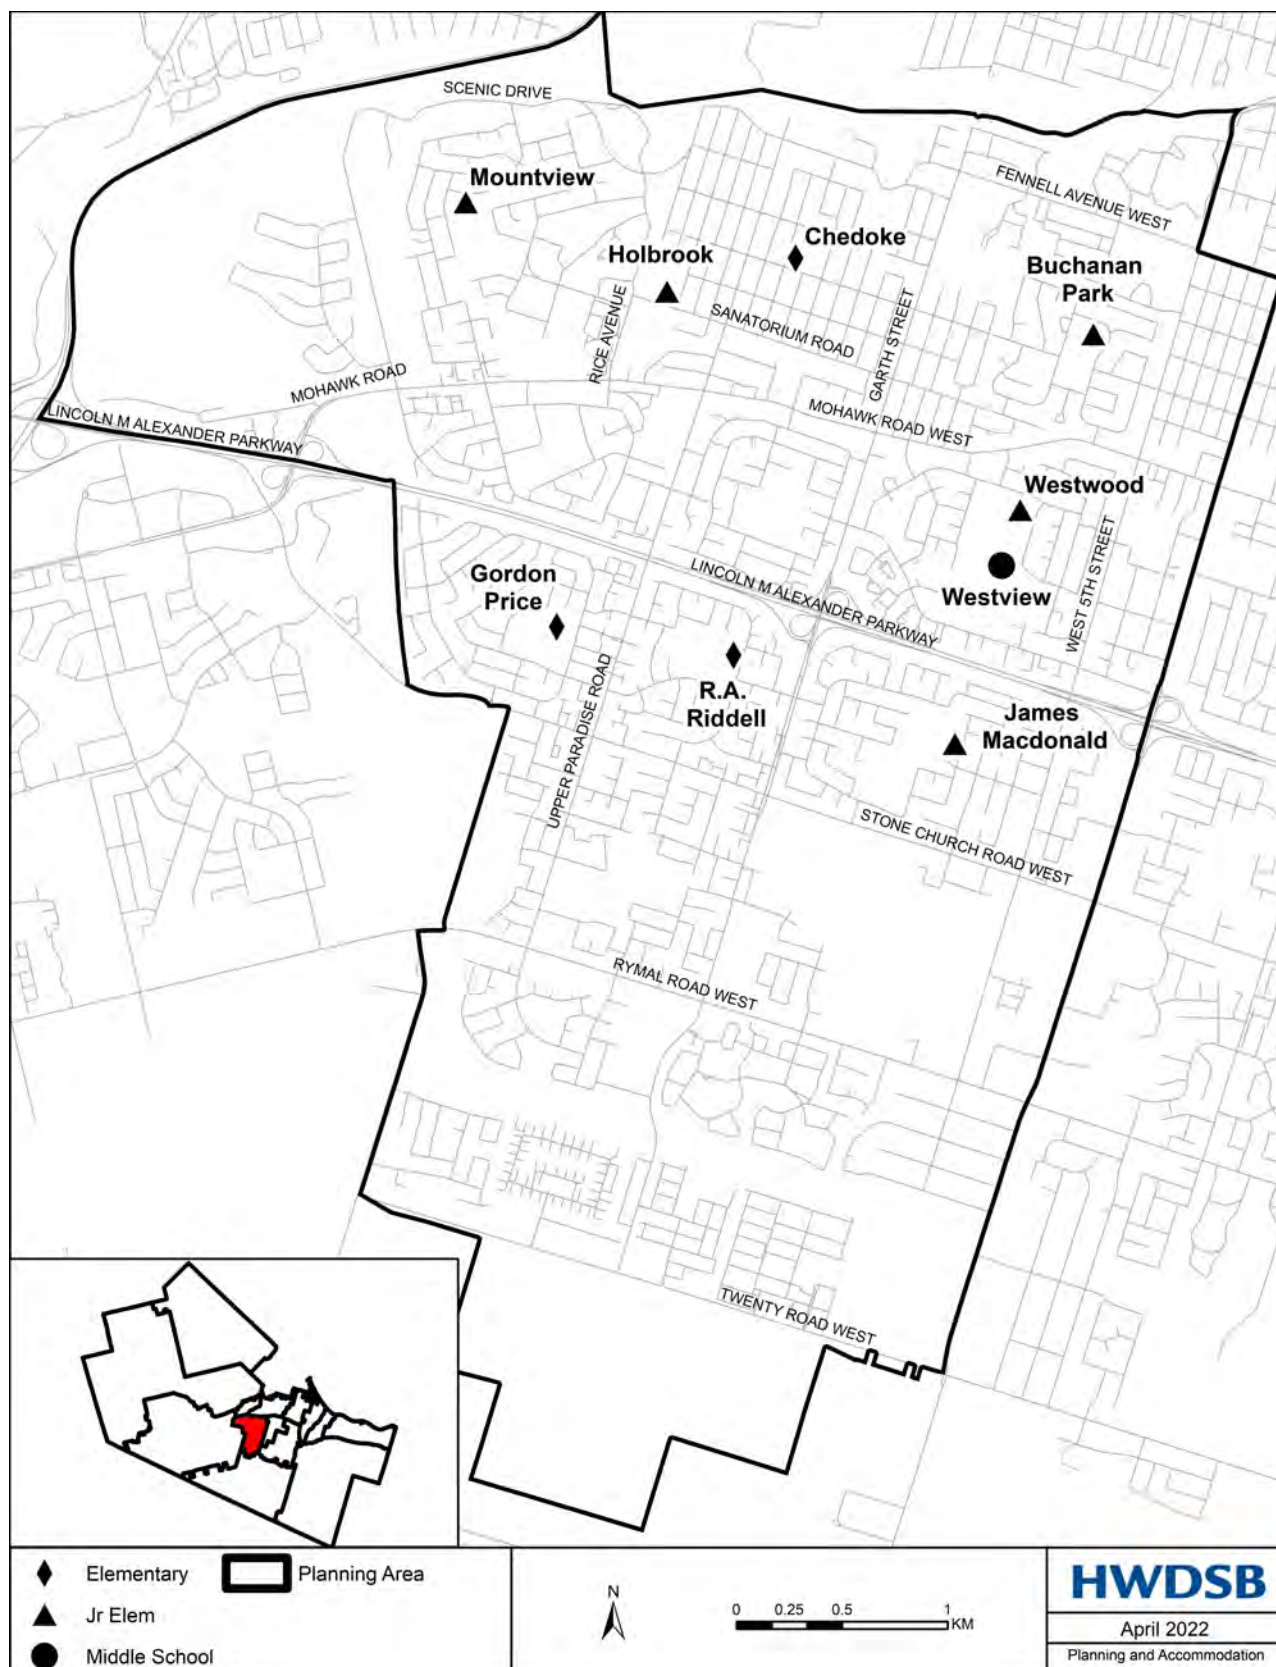 SCENIC DRIVE
Mountview
FENNELL AVENUE WEST
Chedoke
Holbrook
Buchanan
Park
RICE AVENUE
SANATORIUM ROAD
GARTH STREET
MOHAWK ROAD
MOHAWK ROAD WEST
LINCOLN M ALEXANDER PARKWAY
Westwood
Gordon
Price
LINCOLN M ALEXANDER PARKWAY
Westview
WEST 5TH STREET
R.A.
Riddell
UPPER PARADISE ROAD
James
Macdonald
STONE CHURCH ROAD WEST
RYMAL ROAD WEST
TWENTY ROAD WEST
Elementary
Planning Area
Jr Elem
Middle School
N
0 0.25 0.5 1
KM
HWDSB
April 2022
Planning and Accommodation